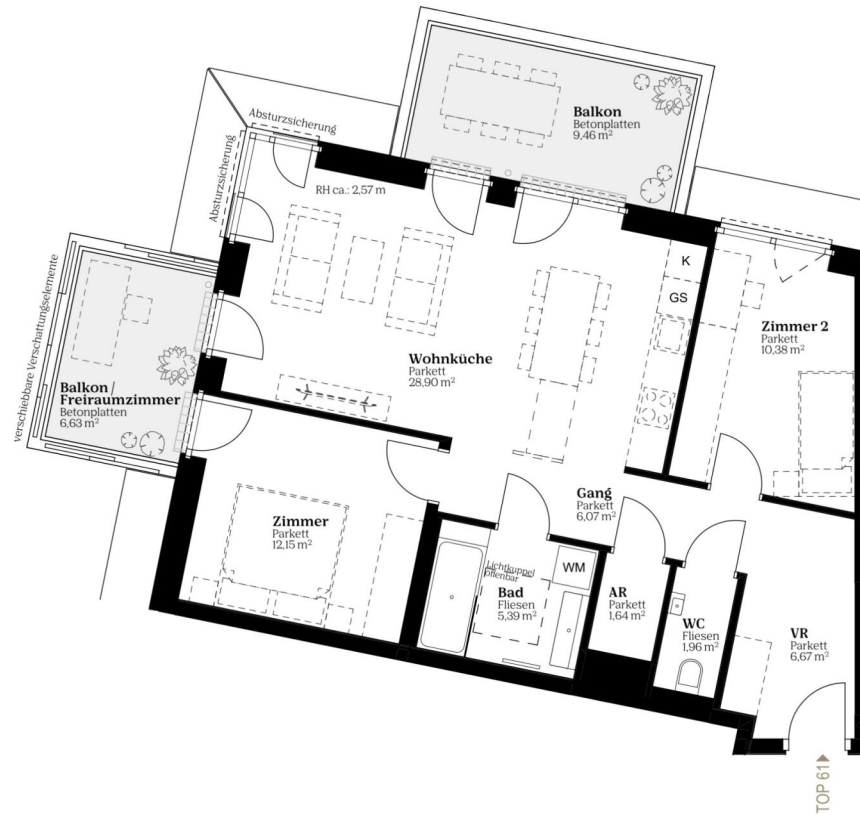 Balkon
Betonplatten
9,46 m²
Absturzsicherung
Absturzsicherung
RH ca.: 2,57 m
K
GS
Zimmer 2
Parkett
10,38 m²
verschiebbare Verschattungselemente
Wohnküche
Parkett
28,90 m²
Balkon /
Freiraumzimmer
Betonplatten
6,63 m²
Gang
Parkett
6,07 m²
Zimmer
Parkett
12,15 m²
Lichtkuppel
offenbar
WM
Bad
Fliesen
5,39 m²
AR
Parkett
1,64 m²
WC
Fliesen
1,96 m²
VR
Parkett
6,67 m²
TOP 61